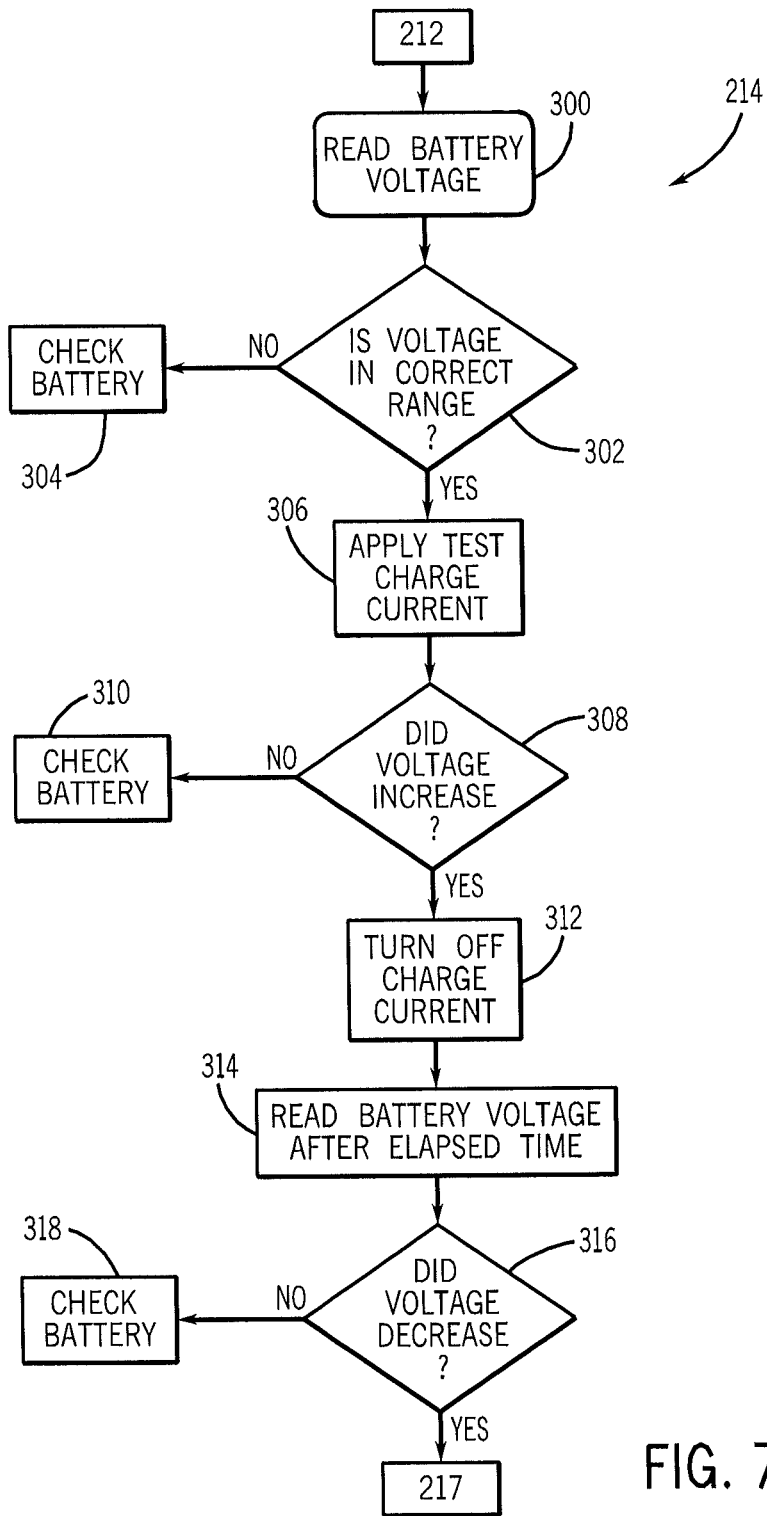 212
300
214
READ BATTERY
VOLTAGE
CHECK
BATTERY
304
NO
IS VOLTAGE
IN CORRECT
RANGE
?
302
YES
306
APPLY TEST
CHARGE
CURRENT
310
CHECK
BATTERY
NO
DID
VOLTAGE
INCREASE
?
308
YES
TURN OFF
CHARGE
CURRENT
312
314
READ BATTERY VOLTAGE
AFTER ELAPSED TIME
318
CHECK
BATTERY
NO
DID
VOLTAGE
DECREASE
?
316
YES
217
FIG. 7